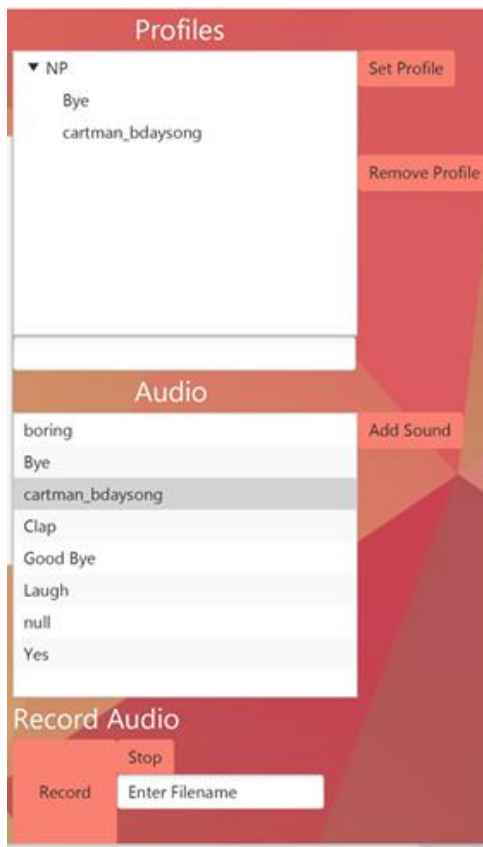 Profiles
▼ NP
Set Profile
Bye
cartman_bdaysong
Remove Profile
Audio
boring
Add Sound
Bye
cartman_bdaysong
Clap
Good Bye
Laugh
null
Yes
Record Audio
Stop
Record
Enter Filename